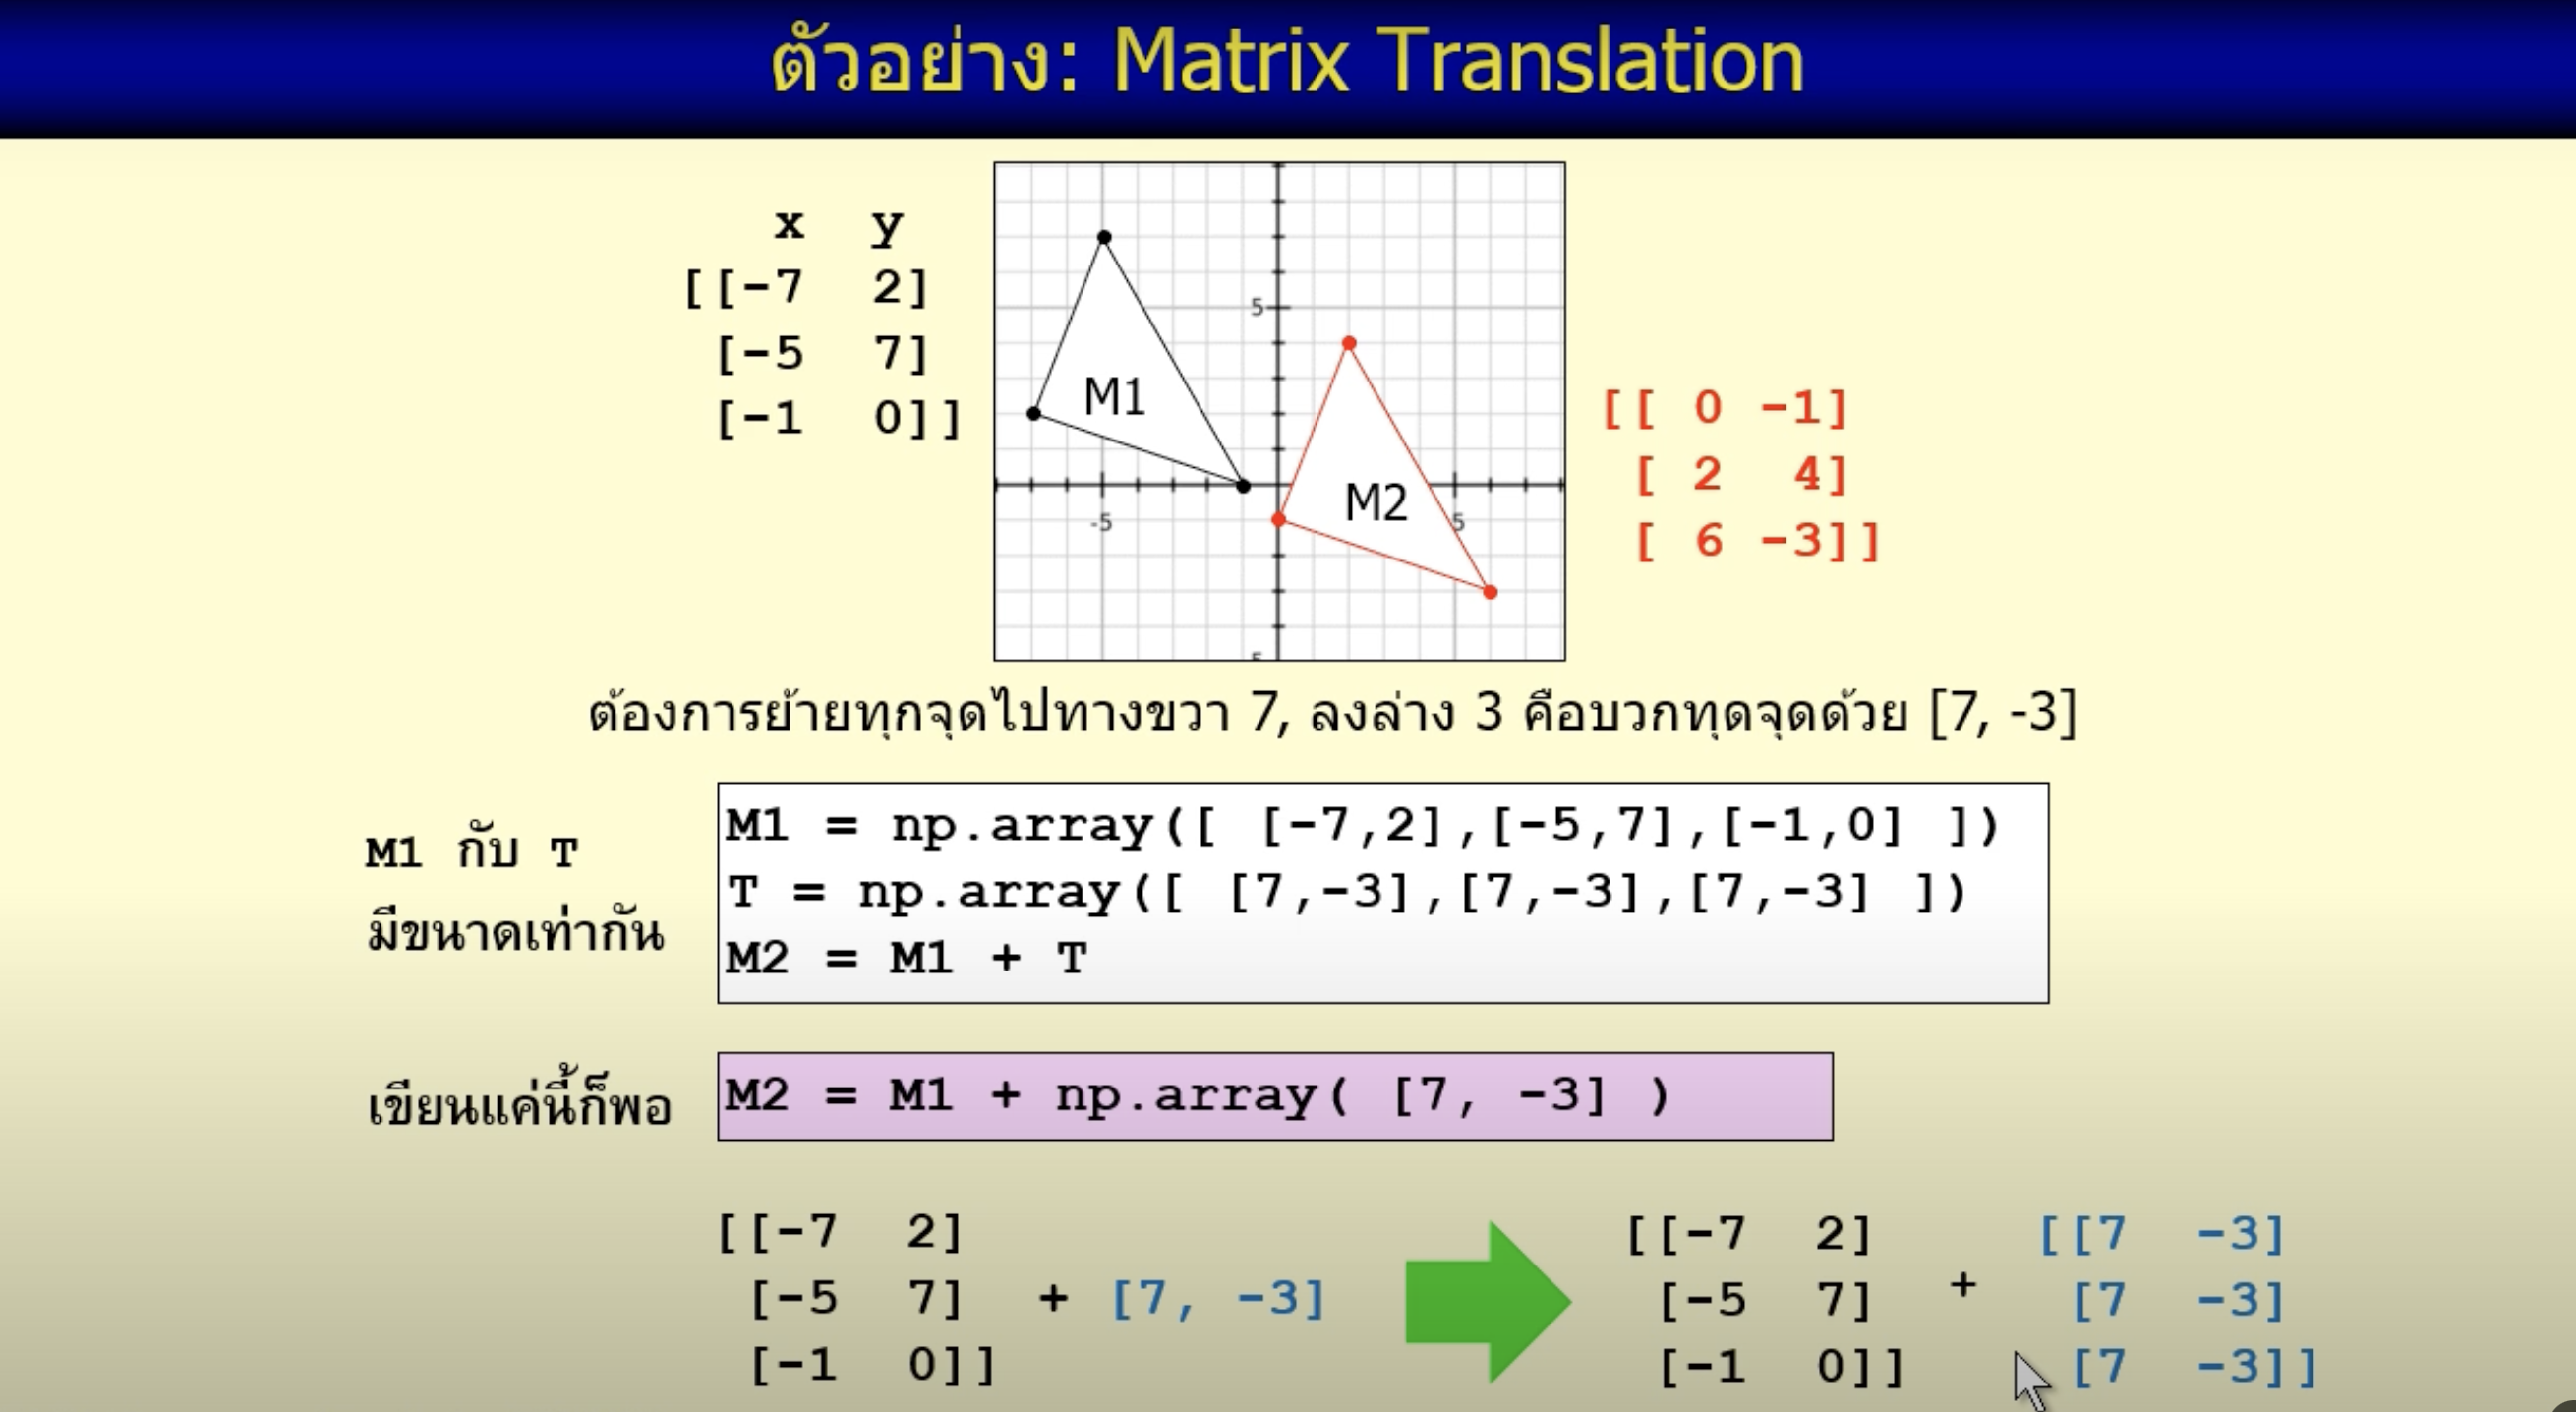 ตัวอย่าง: Matrix Translation
x y
[[-7 2]
[-5 7]
[-1 0]]
5
M1
M2
-5
5
[[ 0 -1]
[ 2 4]
[ 6 -3]]
ต้องการย้ายทุกจุดไปทางขวา 7, ลงล่าง 3 คือบวกทุดจุดด้วย [7, -3]
M1 กับ T
มีขนาดเท่ากัน
M1 = np.array([ [-7,2],[-5,7],[-1,0] ])
T = np.array([ [7,-3],[7,-3],[7,-3] ])
M2 = M1 + T
เขียนแค่นี้ก็พอ
M2 = M1 + np.array( [7, -3] )
[[-7 2]
[-5 7] + [7, -3]
[-1 0]]
[[-7 2] [[7 -3]
[-5 7] + [7 -3]
[-1 0]] [7 -3]]